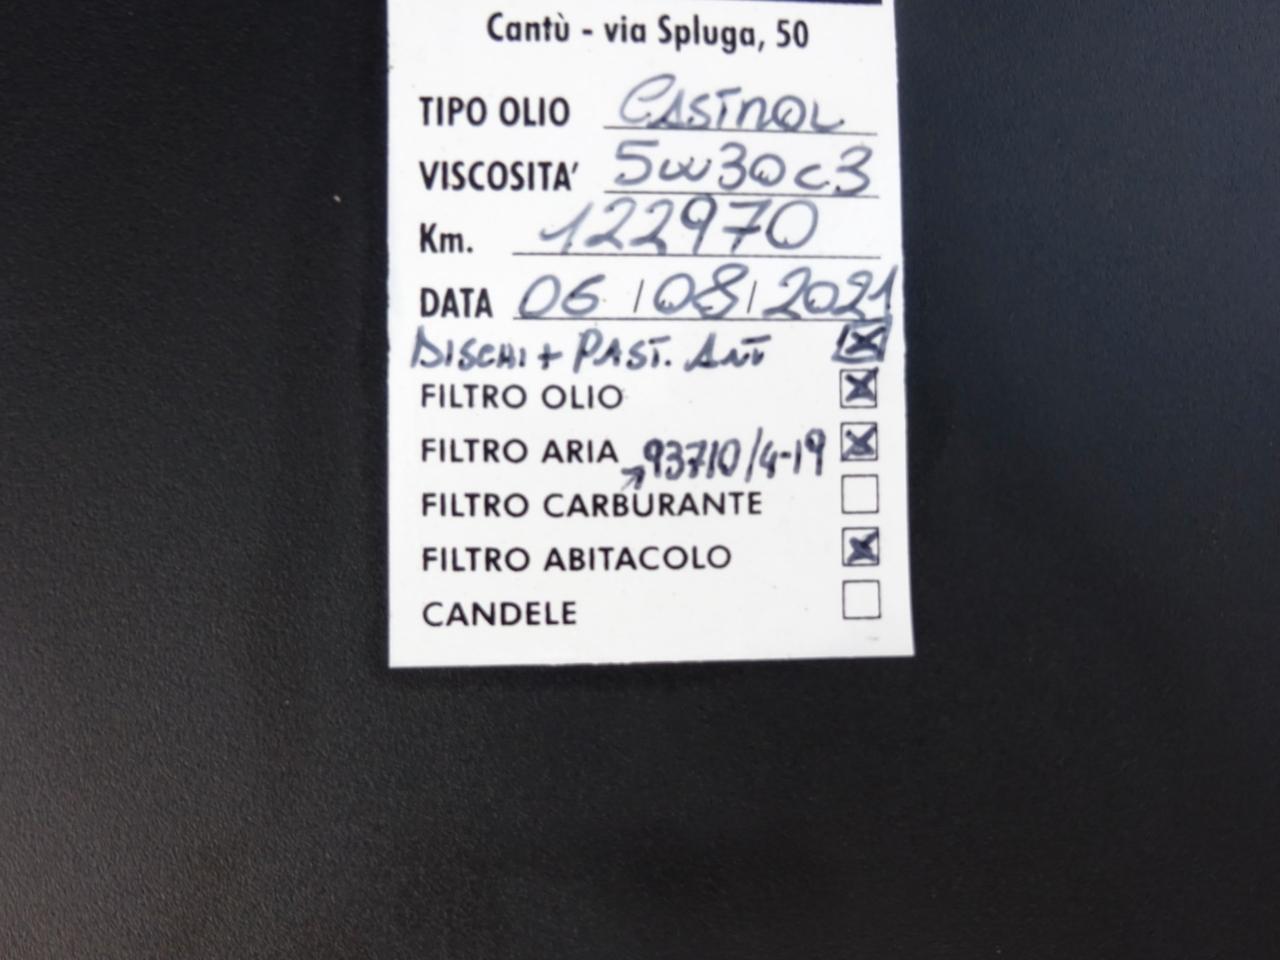 Cantù - via Spluga, 50
TIPO OLIO CASTROL
VISCOSITA' 5w30 c3
Km. 122970
DATA 06 / 08 / 2021
DISCHI + PAST. ANT
FILTRO OLIO
FILTRO ARIA →93710/4-19
FILTRO CARBURANTE
FILTRO ABITACOLO
CANDELE